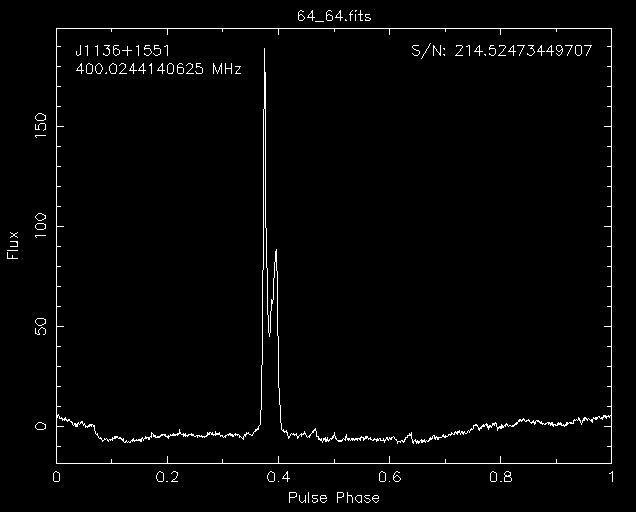 64_64.fits
J1136+1551
S/N: 214.52473449707
400.0244140625 MHz
150
100
50
0
Flux
0 0.2 0.4 0.6 0.8 1
Pulse Phase